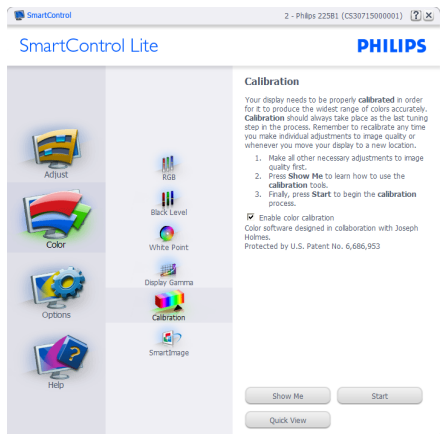 SmartControl
2 - Philips 225B1 (CS30715000001)
SmartControl Lite
PHILIPS
Adjust
Color
Options
Help
RGB
Black Level
White Point
Display Gamma
Calibration
SmartImage
Calibration
Your display needs to be properly calibrated in order
for it to produce the widest range of colors accurately.
Calibration should always take place as the last tuning
step in the process. Remember to recalibrate any time
you make individual adjustments to image quality or
whenever you move your display to a new location.
1. Make all other necessary adjustments to image
quality first.
2. Press Show Me to learn how to use the
calibration tools.
3. Finally, press Start to begin the calibration
process.
Enable color calibration
Color software designed in collaboration with Joseph
Holmes.
Protected by U.S. Patent No. 6,686,953
Show Me
Start
Quick View